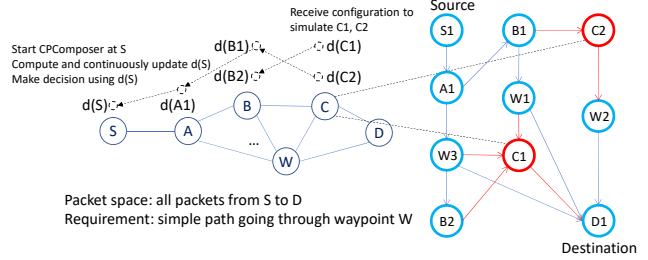 Source
Receive configuration to
simulate C1, C2
Start CPComposer at S
Compute and continuously update d(S)
Make decision using d(S)
d(B1)
d(C1)
d(B2)
d(C2)
d(S)
d(A1)
S
A
B
C
D
...
W
Packet space: all packets from S to D
Requirement: simple path going through waypoint W
S1
B1
C2
A1
W1
W2
W3
C1
B2
D1
Destination